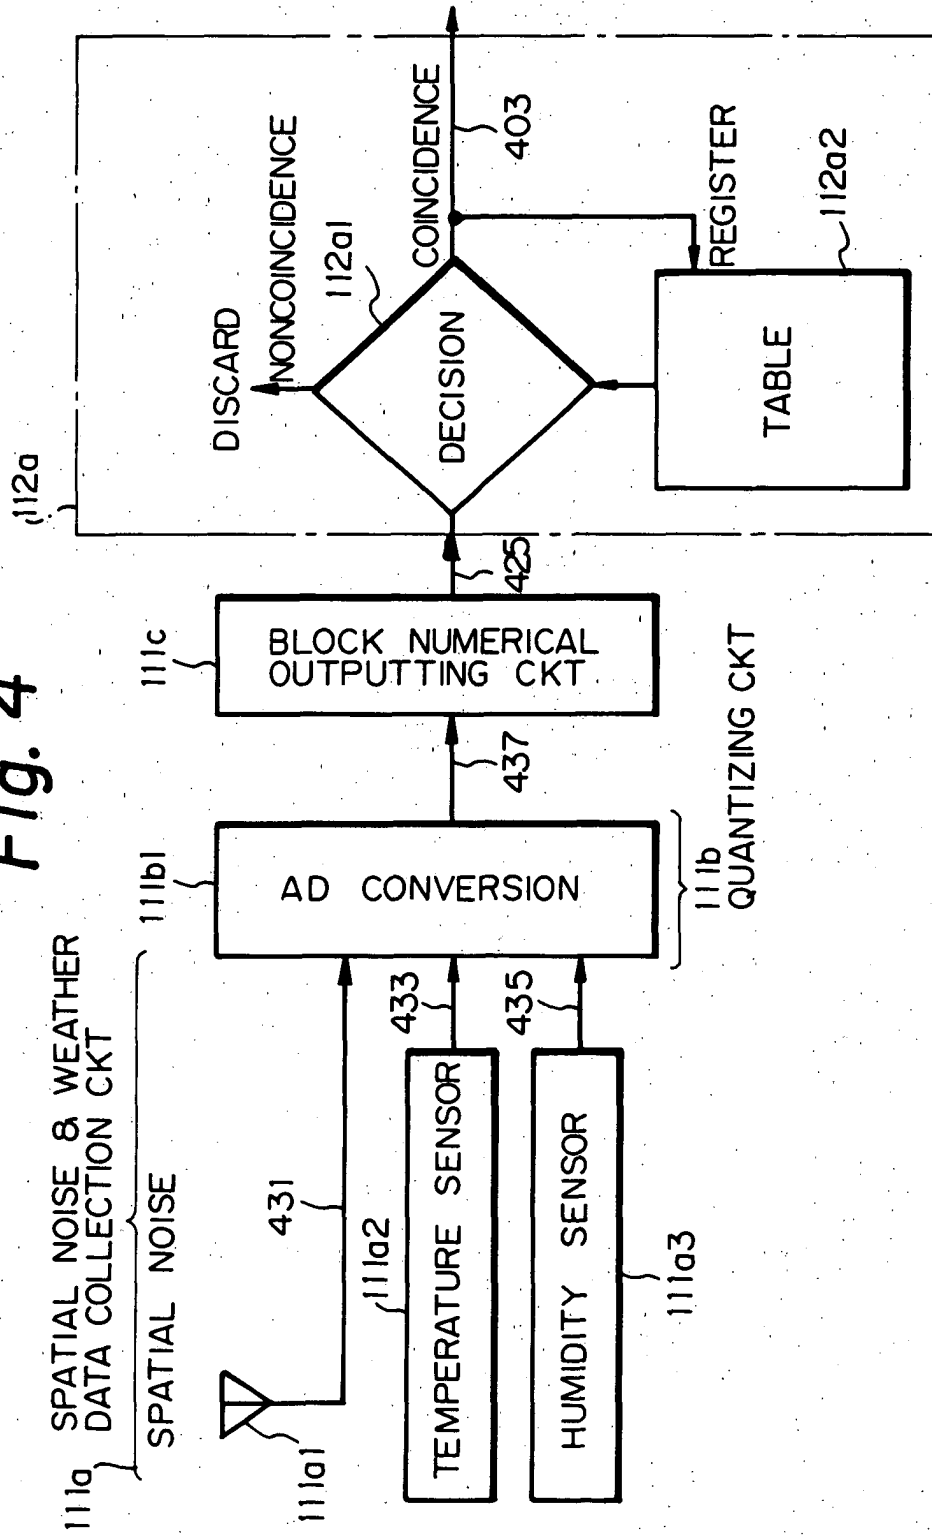 Fig. 4
111a
SPATIAL NOISE & WEATHER
DATA COLLECTION CKT
SPATIAL NOISE
111a1
431
111a2
TEMPERATURE SENSOR
433
HUMIDITY SENSOR
111a3
435
111b1
AD CONVERSION
111b
QUANTIZING CKT
437
111c
BLOCK NUMERICAL
OUTPUTTING CKT
425
112a
DISCARD
NONCOINCIDENCE
112a1
DECISION
COINCIDENCE
403
REGISTER
TABLE
112a2